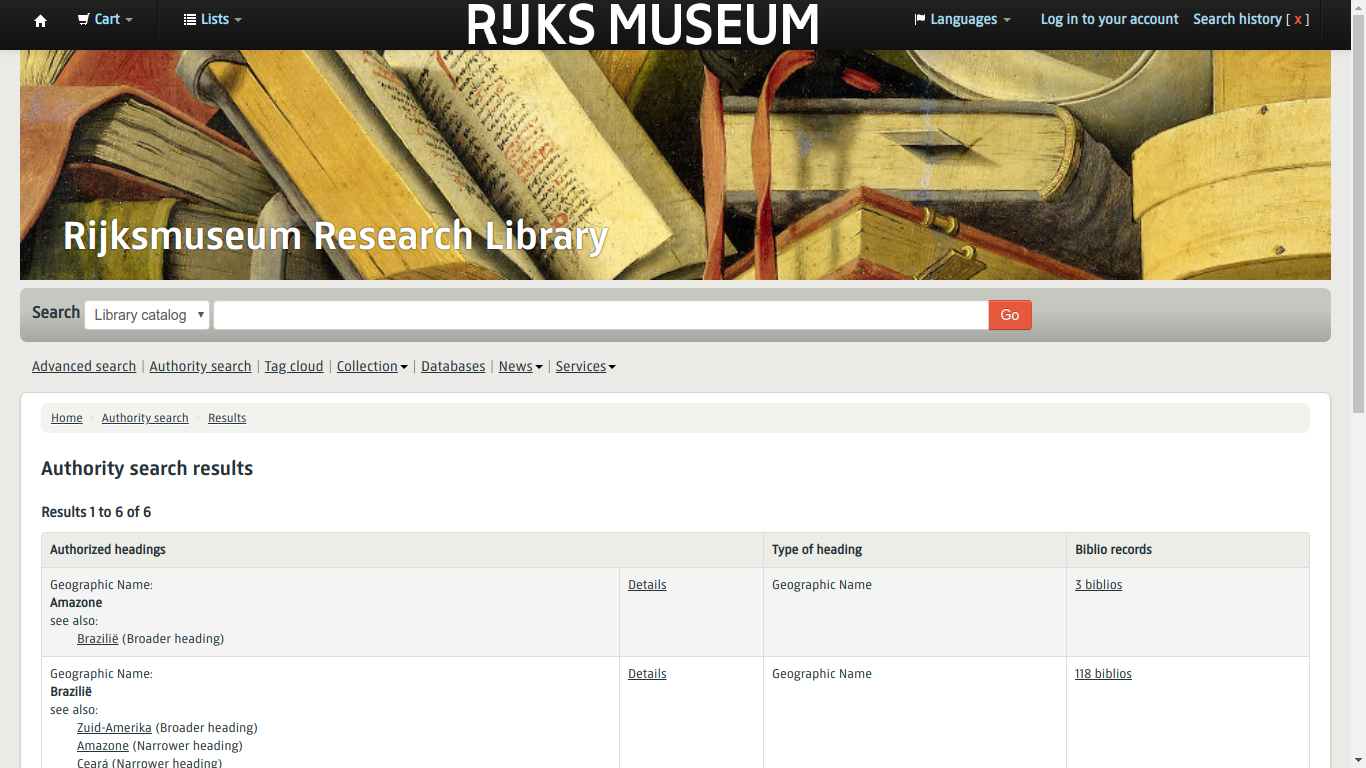 Cart
Lists
RIJKS MUSEUM
Languages
Log in to your account
Search history [ x ]
Rijksmuseum Research Library
Search
Library catalog
Go
Advanced search | Authority search | Tag cloud | Collection | Databases | News | Services
Home › Authority search › Results
Authority search results
Results 1 to 6 of 6
Authorized headings Type of heading Biblio records
Geographic Name: Details Geographic Name 3 biblios
Amazone
see also:
Brazilië (Broader heading)
Geographic Name: Details Geographic Name 118 biblios
Brazilië
see also:
Zuid-Amerika (Broader heading)
Amazone (Narrower heading)
Ceará (Narrower heading)